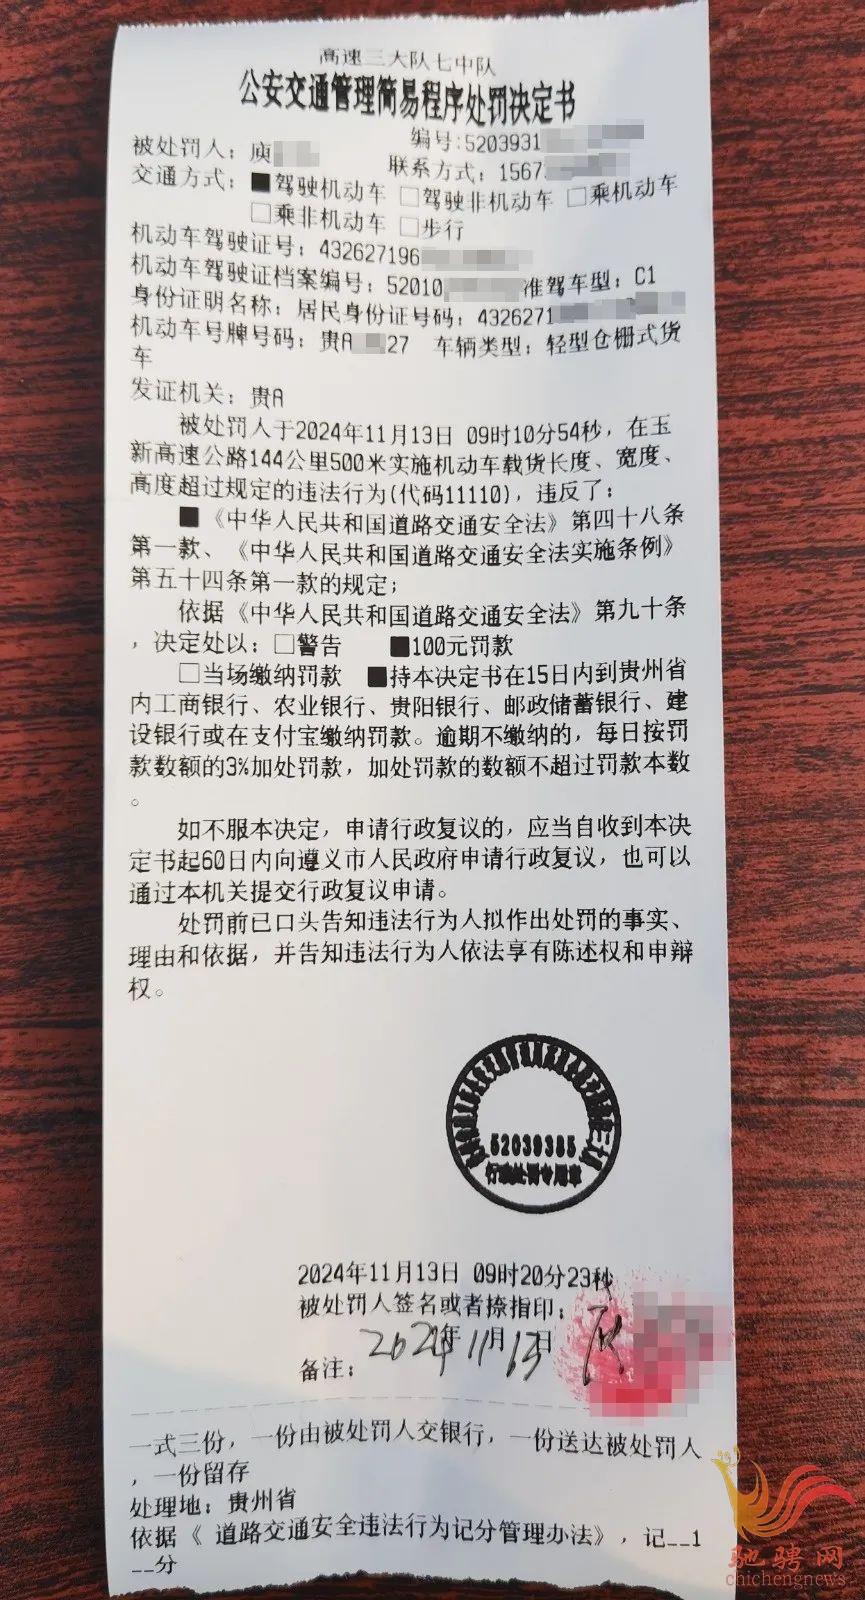 高速三大队七中队
公安交通管理简易程序处罚决定书
编号:5203931
被处罚人: 庾
联系方式: 1567
交通方式: ■驾驶机动车 □驾驶非机动车 □乘机动车
□乘非机动车 □步行
机动车驾驶证号: 432627196
机动车驾驶证档案编号: 52010 准驾车型: C1
身份证明名称: 居民身份证号码: 4326271
机动车号牌号码: 贵A 27 车辆类型: 轻型仓栅式货
车
发证机关: 贵A
被处罚人于2024年11月13日 09时10分54秒, 在玉
新高速公路144公里500米实施机动车载货长度、宽度、
高度超过规定的违法行为(代码11110), 违反了:
■《中华人民共和国道路交通安全法》第四十八条
第一款、《中华人民共和国道路交通安全法实施条例》
第五十四条第一款的规定;
依据《中华人民共和国道路交通安全法》第九十条
, 决定处以: □警告 ■100元罚款
□当场缴纳罚款 ■持本决定书在15日内到贵州省
内工商银行、农业银行、贵阳银行、邮政储蓄银行、建
设银行或在支付宝缴纳罚款。逾期不缴纳的, 每日按罚
款数额的3%加处罚款, 加处罚款的数额不超过罚款本数
。
如不服本决定, 申请行政复议的, 应当自收到本决
定书起60日内向遵义市人民政府申请行政复议, 也可以
通过本机关提交行政复议申请。
处罚前已口头告知违法行为人拟作出处罚的事实、
理由和依据, 并告知违法行为人依法享有陈述权和申辩
权。
52039385
行政处罚专用章
2024年11月13日 09时20分23秒
被处罚人签名或者捺指印:
2024年11月13日
备注:
一式三份, 一份由被处罚人交银行, 一份送达被处罚人
, 一份留存
处理地: 贵州省
依据《 道路交通安全违法行为记分管理办法》, 记__1
__分
驰骋网
chichengnews